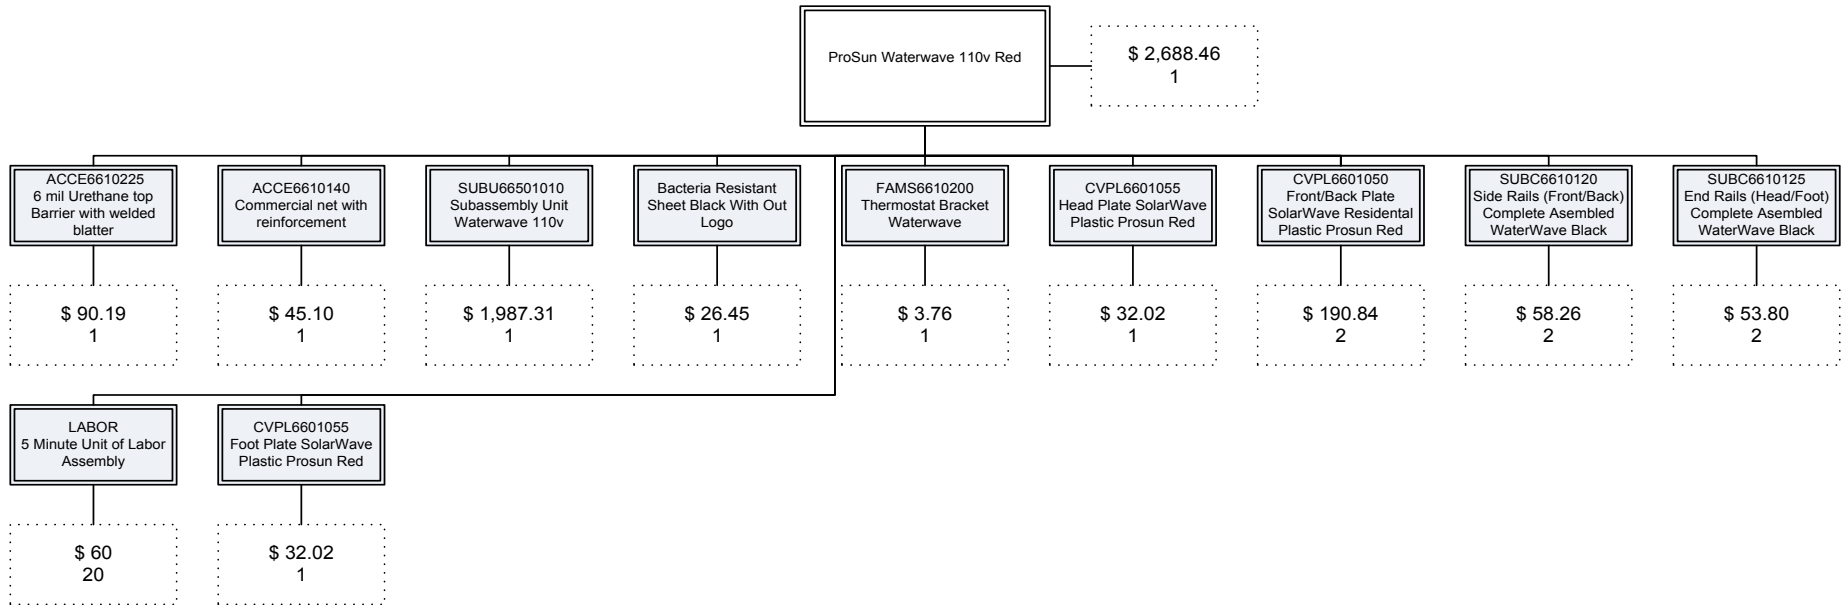 ProSun Waterwave 110v Red
$ 2,688.46
1
ACCE6610225
6 mil Urethane top
Barrier with welded
blatter
ACCE6610140
Commercial net with
reinforcement
SUBU66501010
Subassembly Unit
Waterwave 110v
Bacteria Resistant
Sheet Black With Out
Logo
FAMS6610200
Thermostat Bracket
Waterwave
CVPL6601055
Head Plate SolarWave
Plastic Prosun Red
CVPL6601050
Front/Back Plate
SolarWave Residental
Plastic Prosun Red
SUBC6610120
Side Rails (Front/Back)
Complete Asembled
WaterWave Black
SUBC6610125
End Rails (Head/Foot)
Complete Asembled
WaterWave Black
$ 90.19
1
$ 45.10
1
$ 1,987.31
1
$ 26.45
1
$ 3.76
1
$ 32.02
1
$ 190.84
2
$ 58.26
2
$ 53.80
2
LABOR
5 Minute Unit of Labor
Assembly
CVPL6601055
Foot Plate SolarWave
Plastic Prosun Red
$ 60
20
$ 32.02
1